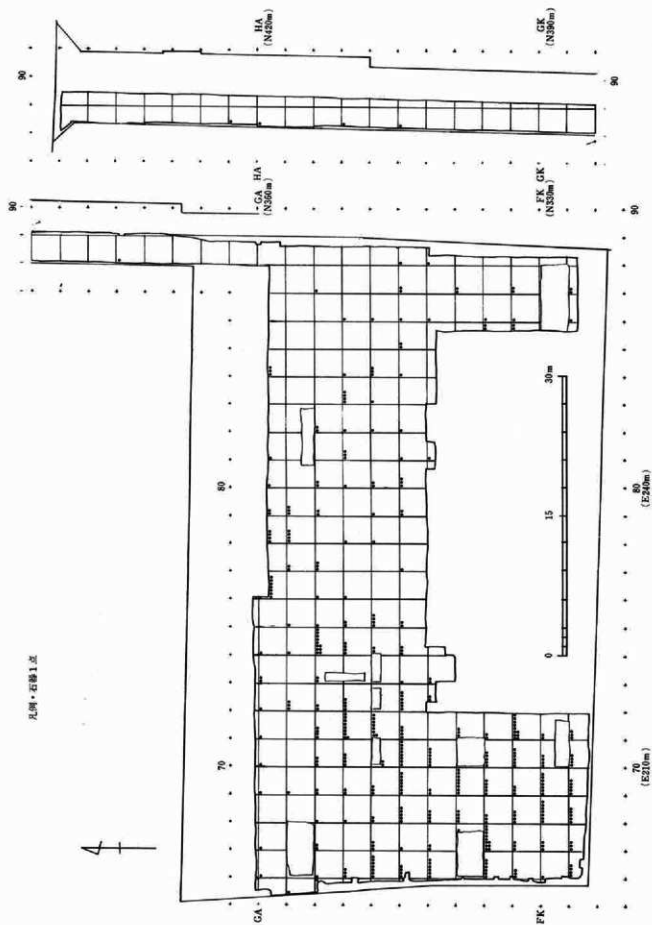 HA
(N420m)
GK
(N390m)
90
90
HA
GA
(N360m)
GK
FK
(N330m)
90
90
80
80
(E240m)
70
70
(E210m)
30m
15
0
凡例・石器1点
GA
FK